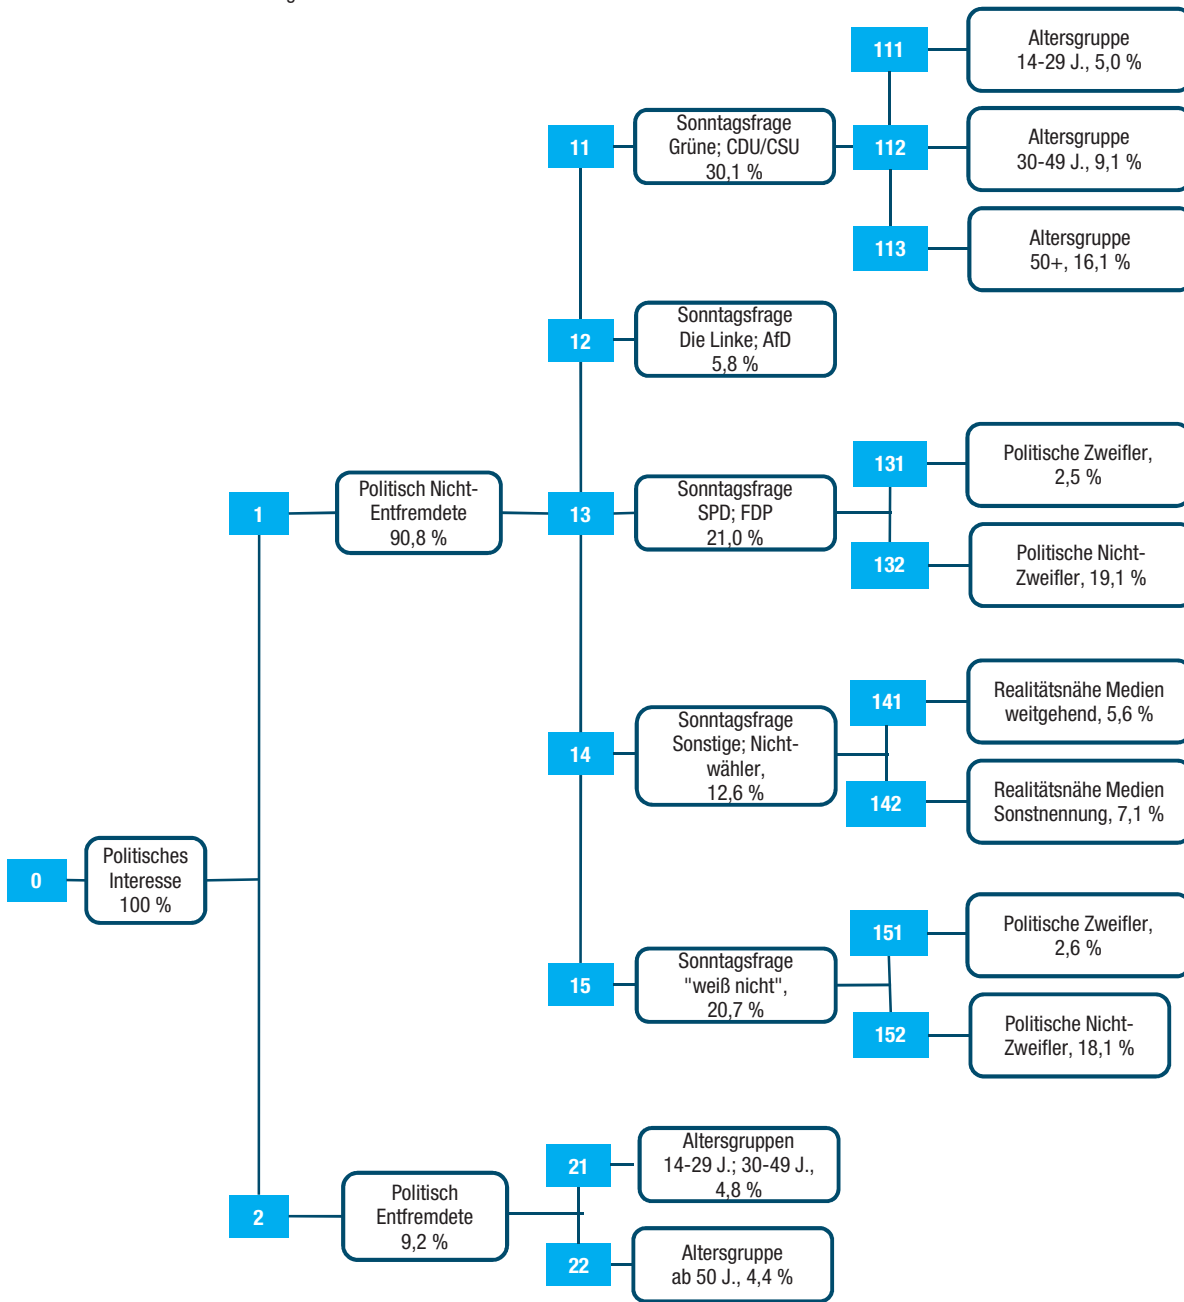 0
Politisches
Interesse
100 %
1
Politisch Nicht-
Entfremdete
90,8 %
11
Sonntagsfrage
Grüne; CDU/CSU
30,1 %
111
Altersgruppe
14-29 J., 5,0 %
112
Altersgruppe
30-49 J., 9,1 %
113
Altersgruppe
50+, 16,1 %
12
Sonntagsfrage
Die Linke; AfD
5,8 %
13
Sonntagsfrage
SPD; FDP
21,0 %
131
Politische Zweifler,
2,5 %
132
Politische Nicht-
Zweifler, 19,1 %
14
Sonntagsfrage
Sonstige; Nicht-
wähler,
12,6 %
141
Realitätsnähe Medien
weitgehend, 5,6 %
142
Realitätsnähe Medien
Sonstnennung, 7,1 %
15
Sonntagsfrage
"weiß nicht",
20,7 %
151
Politische Zweifler,
2,6 %
152
Politische Nicht-
Zweifler, 18,1 %
2
Politisch
Entfremdete
9,2 %
21
Altersgruppen
14-29 J.; 30-49 J.,
4,8 %
22
Altersgruppe
ab 50 J., 4,4 %